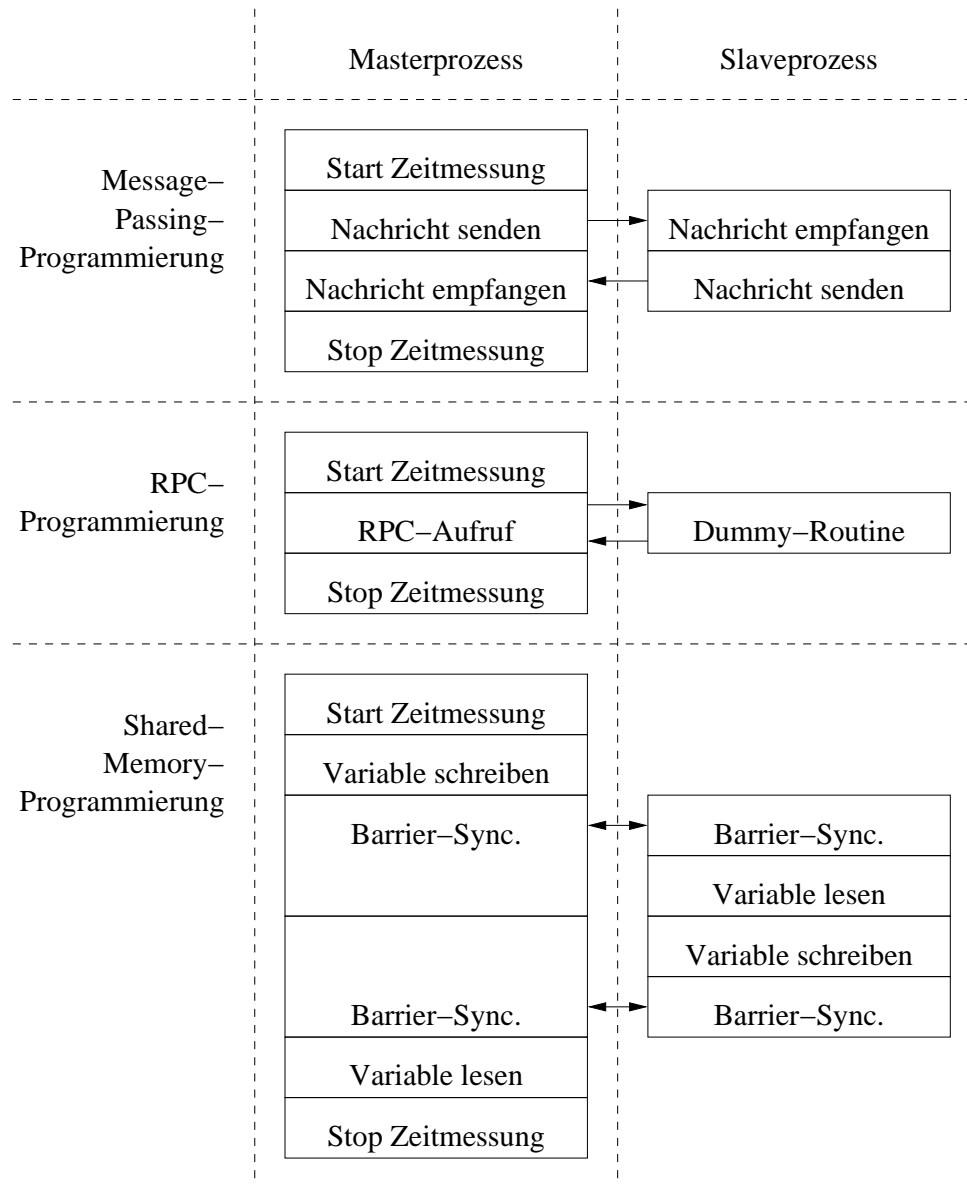 Masterprozess
Slaveprozess
Message–
Passing–
Programmierung
Start Zeitmessung
Nachricht senden
Nachricht empfangen
Stop Zeitmessung
Nachricht empfangen
Nachricht senden
RPC–
Programmierung
Start Zeitmessung
RPC–Aufruf
Stop Zeitmessung
Dummy–Routine
Shared–
Memory–
Programmierung
Start Zeitmessung
Variable schreiben
Barrier–Sync.
Barrier–Sync.
Variable lesen
Stop Zeitmessung
Barrier–Sync.
Variable lesen
Variable schreiben
Barrier–Sync.